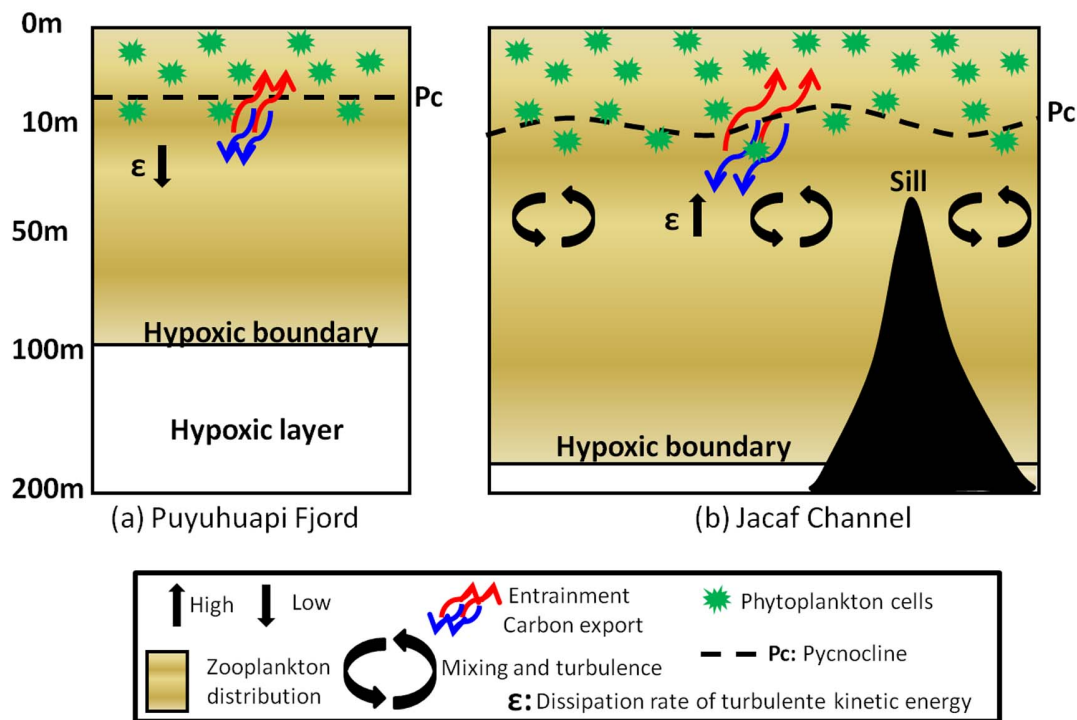 0m
10m
50m
100m
200m
Pc
ε
Hypoxic boundary
Hypoxic layer
(a) Puyuhuapi Fjord
Pc
Sill
ε
Hypoxic boundary
(b) Jacaf Channel
High
Low
Entrainment
Carbon export
Phytoplankton cells
Zooplankton
distribution
Mixing and turbulence
Pc: Pycnocline
ε: Dissipation rate of turbulente kinetic energy